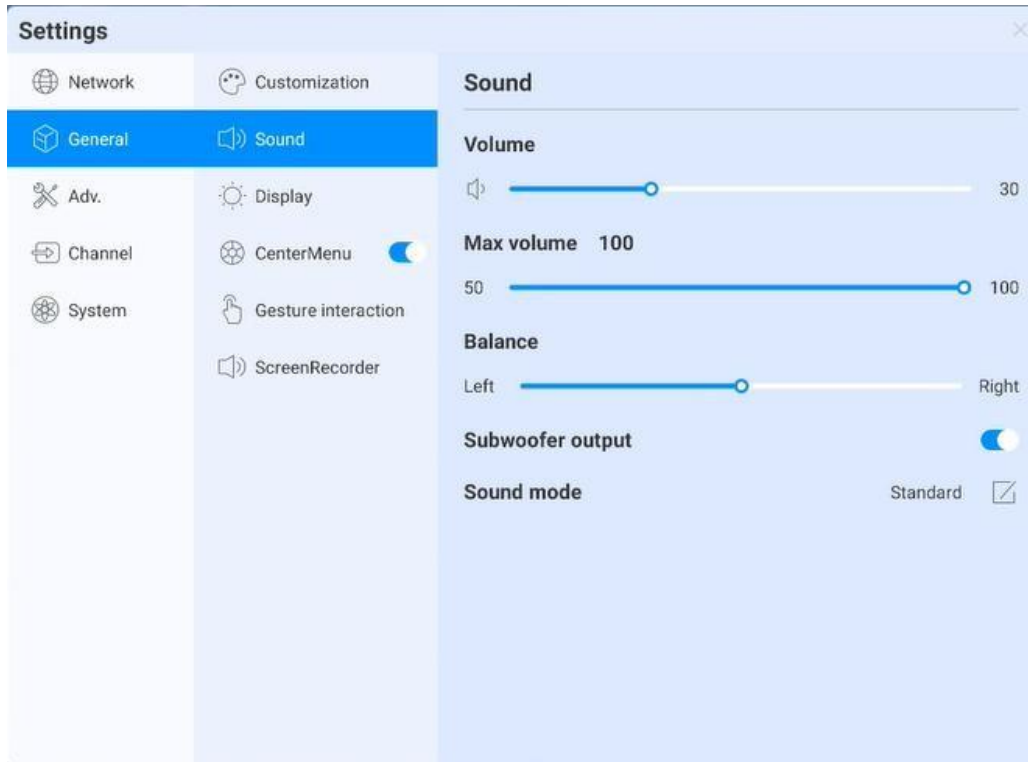 Settings
Network
General
Adv.
Channel
System
Customization
Sound
Display
CenterMenu
Gesture interaction
ScreenRecorder
Sound
Volume
30
Max volume 100
50 100
Balance
Left Right
Subwoofer output
Sound mode Standard